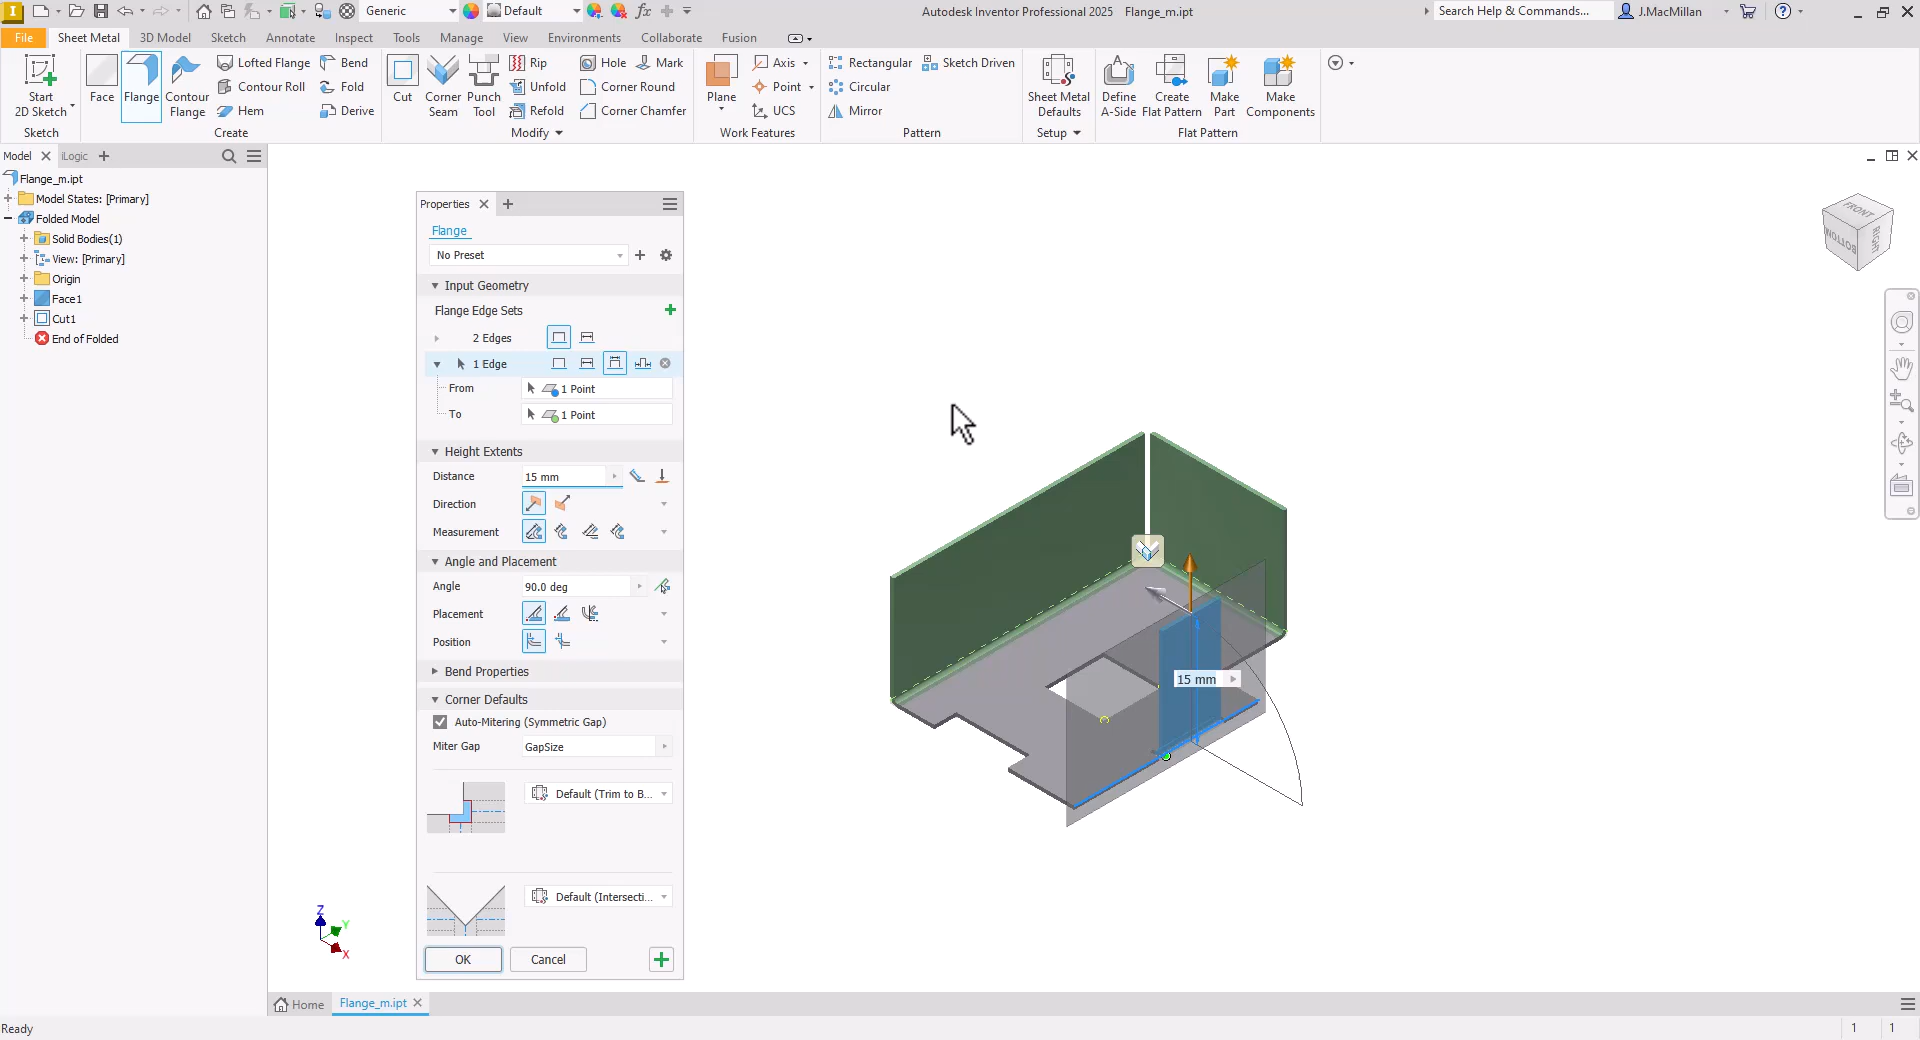 Generic
Default
Autodesk Inventor Professional 2025 Flange_m.ipt
Search Help & Commands...
J.MacMillan
File
Sheet Metal
3D Model
Sketch
Annotate
Inspect
Tools
Manage
View
Environments
Collaborate
Fusion
Start
2D Sketch
Sketch
Face
Flange
Contour
Flange
Lofted Flange
Contour Roll
Hem
Bend
Fold
Derive
Create
Cut
Corner
Seam
Punch
Tool
Rip
Unfold
Refold
Hole
Mark
Corner Round
Corner Chamfer
Modify
Plane
Axis
Point
UCS
Work Features
Rectangular
Sketch Driven
Circular
Mirror
Pattern
Sheet Metal
Defaults
Setup
Define
A-Side
Create
Flat Pattern
Make
Part
Make
Components
Flat Pattern
Model
iLogic
Flange_m.ipt
Model States: [Primary]
Folded Model
Solid Bodies(1)
View: [Primary]
Origin
Face1
Cut1
End of Folded
Properties
Flange
No Preset
Input Geometry
Flange Edge Sets
2 Edges
1 Edge
From 1 Point
To 1 Point
Height Extents
Distance 15 mm
Direction
Measurement
Angle and Placement
Angle 90.0 deg
Placement
Position
Bend Properties
Corner Defaults
Auto-Mitering (Symmetric Gap)
Miter Gap GapSize
Default (Trim to B...
Default (Intersecti...
OK
Cancel
15 mm
FRONT
BOTTOM
RIGHT
Z
Y
X
Home
Flange_m.ipt
Ready
1 1